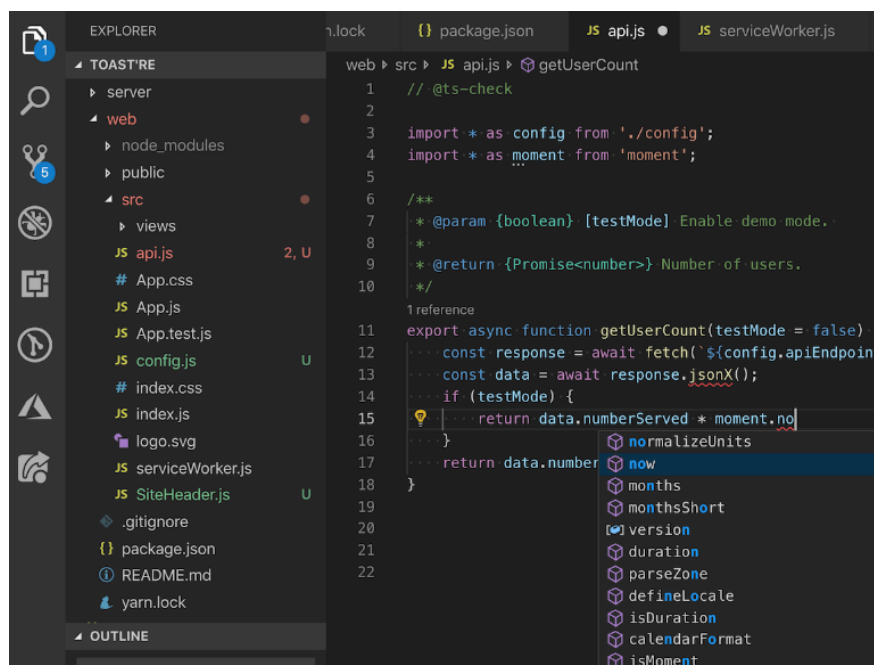 EXPLORER
n.lock
{} package.json
JS api.js ●
JS serviceWorker.js
1
TOAST'RE
web ▸ src ▸ JS api.js ▸ getUserCount
server
web
node_modules
public
src
views
JS api.js 2, U
# App.css
JS App.js
JS App.test.js
JS config.js U
# index.css
JS index.js
logo.svg
JS serviceWorker.js
JS SiteHeader.js U
.gitignore
{} package.json
README.md
yarn.lock
OUTLINE
5
1 // @ts-check
2
3 import * as config from './config';
4 import * as moment from 'moment';
5
6 /**
7 * @param {boolean} [testMode] Enable demo mode.
8 *
9 * @return {Promise<number>} Number of users.
10 */
1 reference
11 export async function getUserCount(testMode = false)
12 const response = await fetch(`${config.apiEndpoin
13 const data = await response.jsonX();
14 if (testMode) {
15 return data.numberServed * moment.no
16 }
17 return data.number
18 }
19
20
21
22
normalizeUnits
now
months
monthsShort
version
duration
parseZone
defineLocale
isDuration
calendarFormat
isMoment